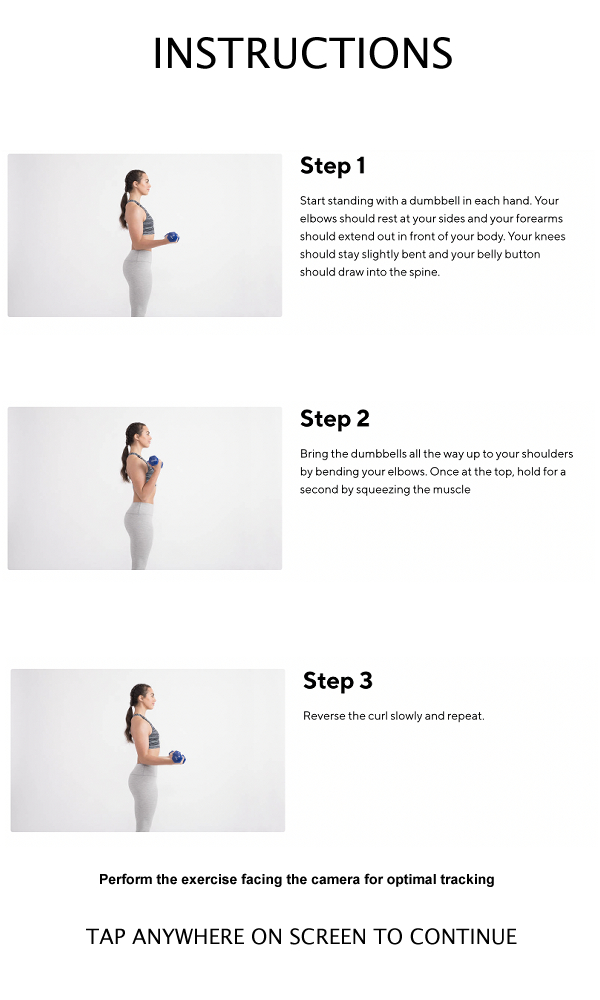 INSTRUCTIONS
Step 1
Start standing with a dumbbell in each hand. Your
elbows should rest at your sides and your forearms
should extend out in front of your body. Your knees
should stay slightly bent and your belly button
should draw into the spine.
Step 2
Bring the dumbbells all the way up to your shoulders
by bending your elbows. Once at the top, hold for a
second by squeezing the muscle
Step 3
Reverse the curl slowly and repeat.
Perform the exercise facing the camera for optimal tracking
TAP ANYWHERE ON SCREEN TO CONTINUE